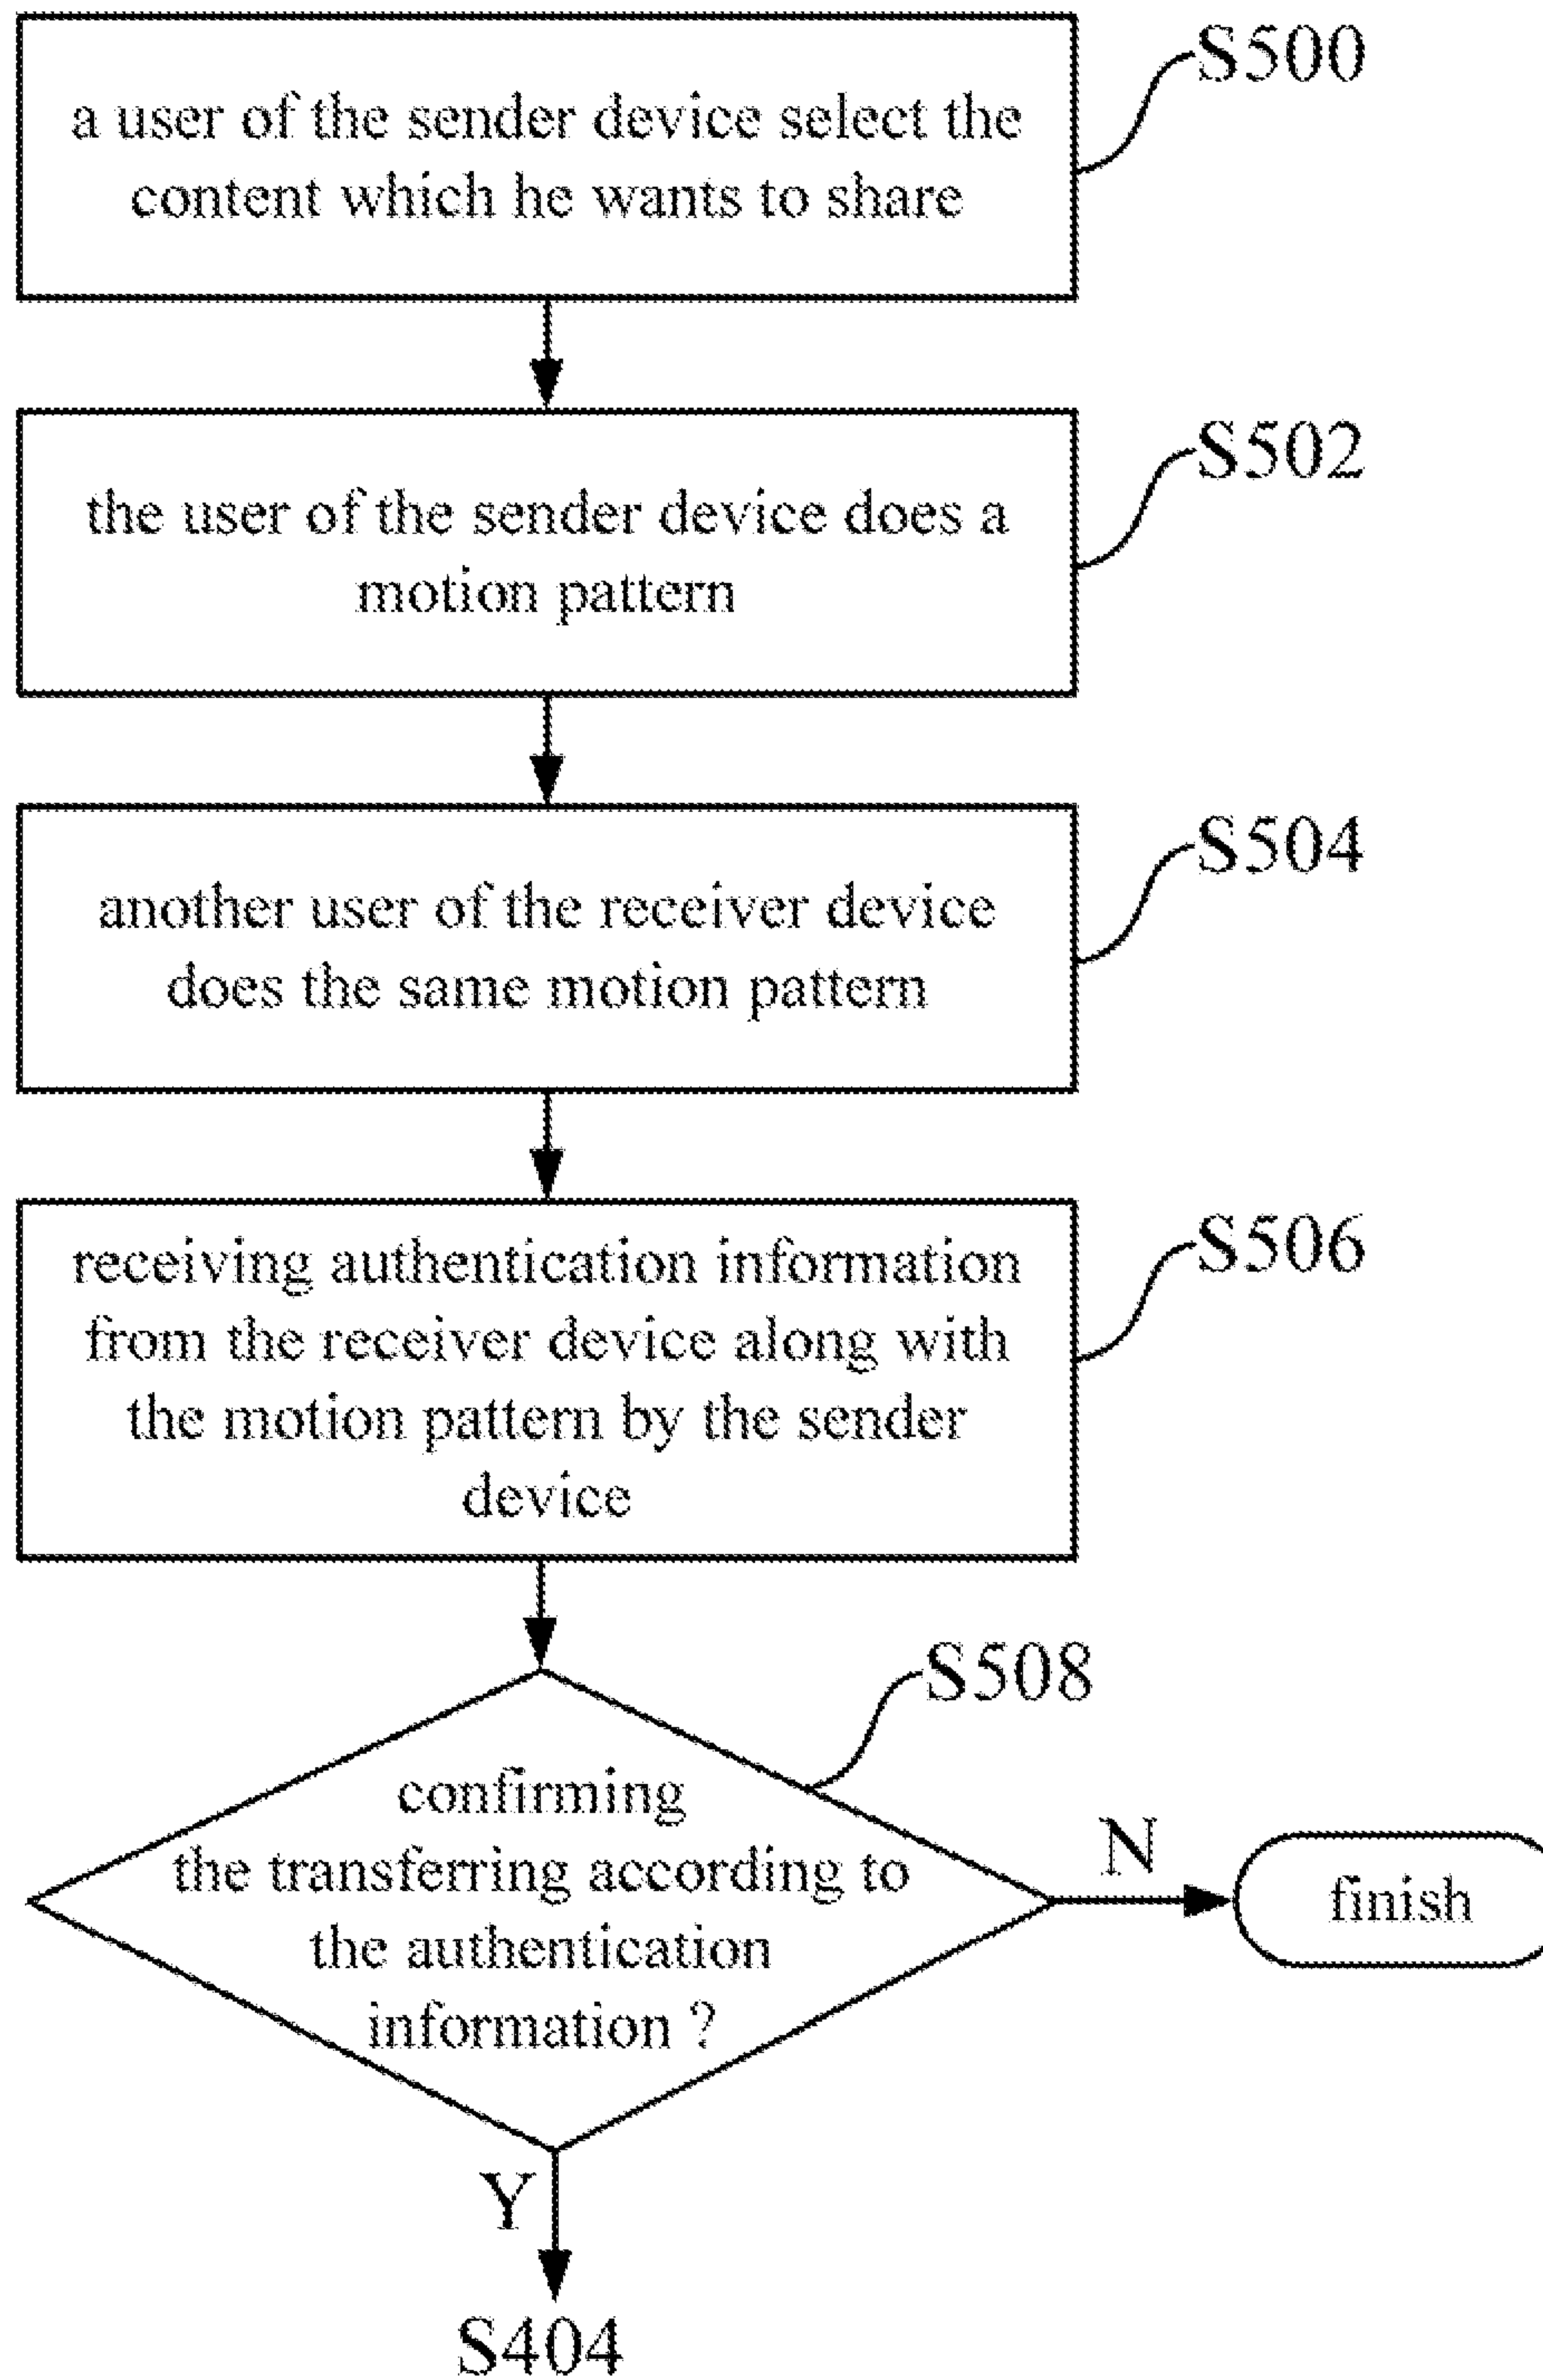 S500
a user of the sender device select the
content which he wants to share
S502
the user of the sender device does a
motion pattern
S504
another user of the receiver device
does the same motion pattern
S506
receiving authentication information
from the receiver device along with
the motion pattern by the sender
device
S508
confirming
the transferring according to
the authentication
information ?
N
finish
Y
S404